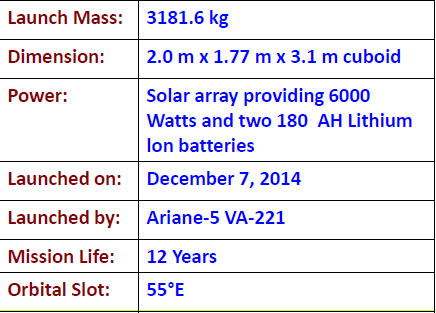 Launch Mass: 3181.6 kg
Dimension: 2.0 m x 1.77 m x 3.1 m cuboid
Power: Solar array providing 6000
Watts and two 180 AH Lithium
Ion batteries
Launched on: December 7, 2014
Launched by: Ariane-5 VA-221
Mission Life: 12 Years
Orbital Slot: 55°E